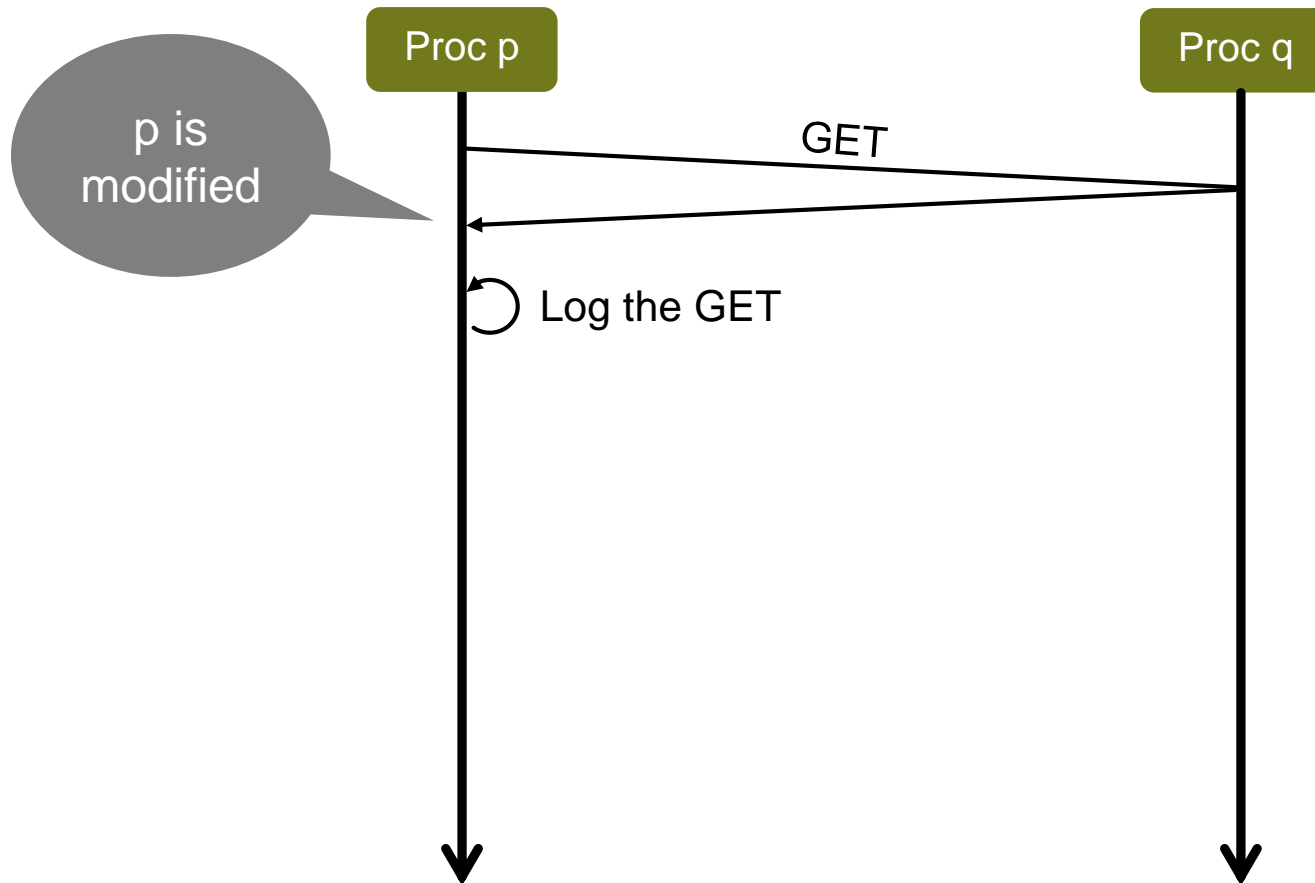 Proc p
Proc q
p is
modified
GET
Log the GET